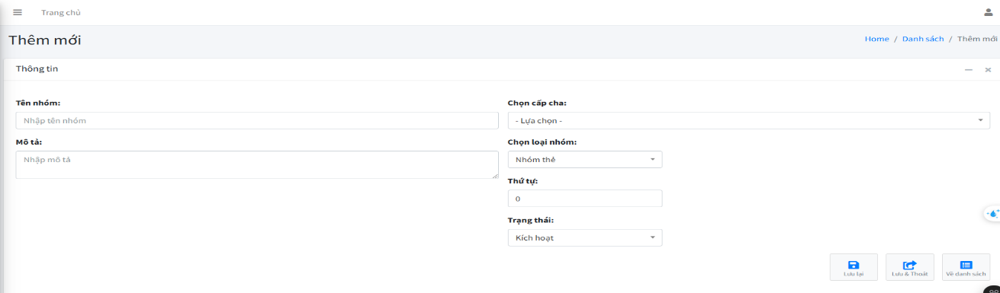 Trang chủ
Thêm mới
Home / Danh sách / Thêm mới
Thông tin
Tên nhóm:
Nhập tên nhóm
Mô tả:
Nhập mô tả
Chọn cấp cha:
- Lựa chọn -
Chọn loại nhóm:
Nhóm thẻ
Thứ tự:
0
Trạng thái:
Kích hoạt
Lưu lại
Lưu & Thoát
Về danh sách